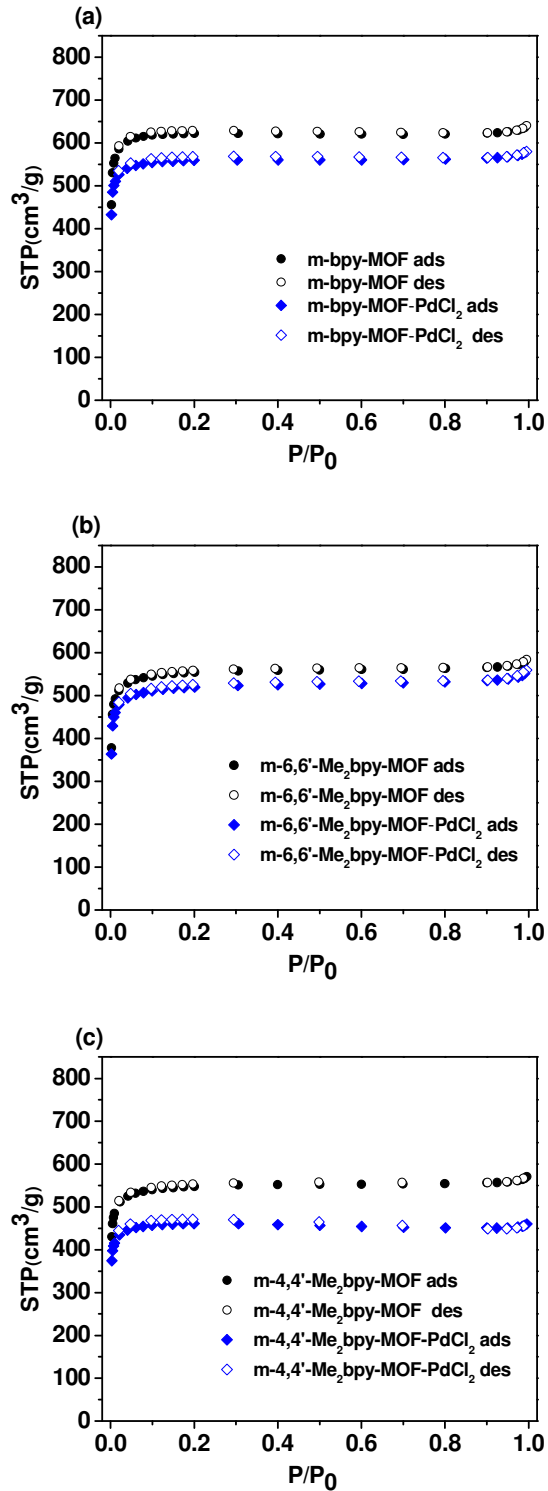 (a)
STP(cm³/g)
800
700
600
500
400
300
200
100
0
m-bpy-MOF ads
m-bpy-MOF des
m-bpy-MOF-PdCl₂ ads
m-bpy-MOF-PdCl₂ des
0.0 0.2 0.4 0.6 0.8 1.0
P/P₀
(b)
STP(cm³/g)
800
700
600
500
400
300
200
100
0
m-6,6'-Me₂bpy-MOF ads
m-6,6'-Me₂bpy-MOF des
m-6,6'-Me₂bpy-MOF-PdCl₂ ads
m-6,6'-Me₂bpy-MOF-PdCl₂ des
0.0 0.2 0.4 0.6 0.8 1.0
P/P₀
(c)
STP(cm³/g)
800
700
600
500
400
300
200
100
0
m-4,4'-Me₂bpy-MOF ads
m-4,4'-Me₂bpy-MOF des
m-4,4'-Me₂bpy-MOF-PdCl₂ ads
m-4,4'-Me₂bpy-MOF-PdCl₂ des
0.0 0.2 0.4 0.6 0.8 1.0
P/P₀